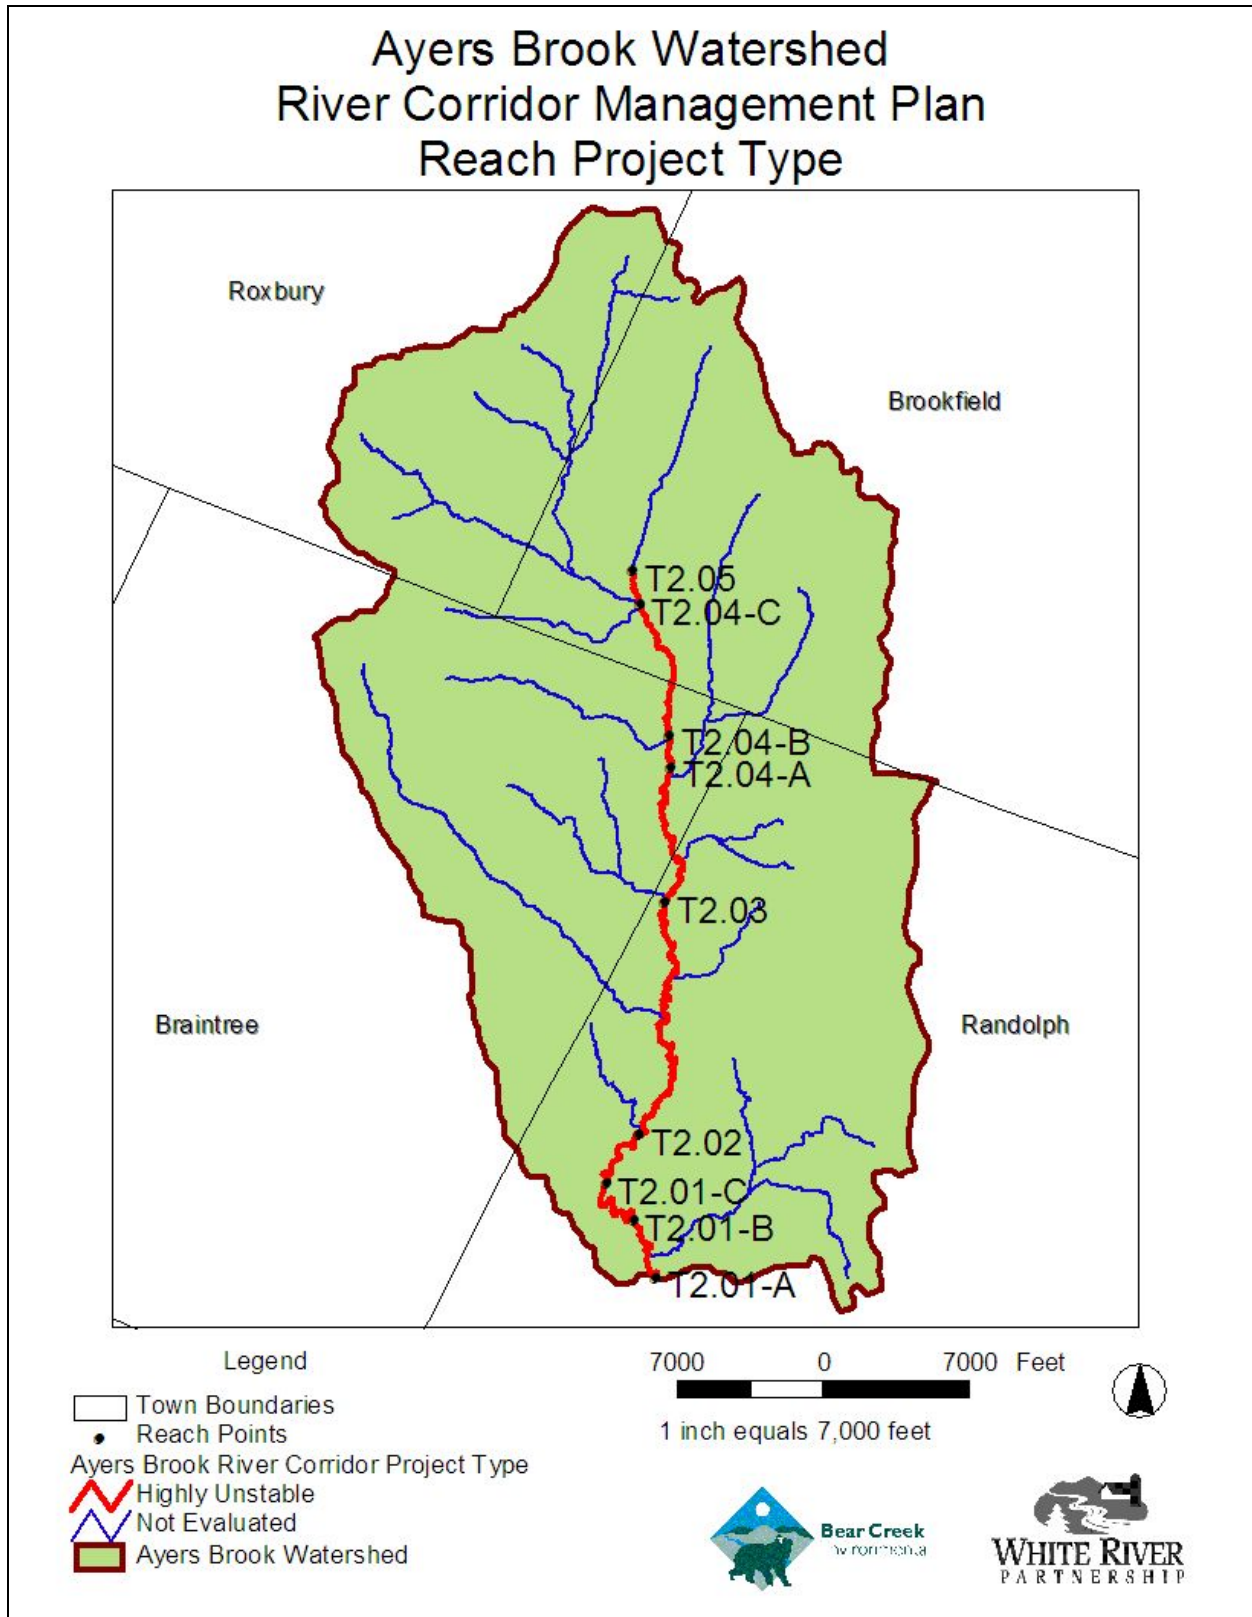 Ayers Brook Watershed
River Corridor Management Plan
Reach Project Type
Roxbury
Brookfield
T2.05
T2.04-C
T2.04-B
T2.04-A
T2.03
Braintree
Randolph
T2.02
T2.01-C
T2.01-B
T2.01-A
Legend
7000 0 7000 Feet
Town Boundaries
Reach Points
1 inch equals 7,000 feet
Ayers Brook River Corridor Project Type
Highly Unstable
Not Evaluated
Ayers Brook Watershed
Bear Creek
WHITE RIVER
PARTNERSHIP